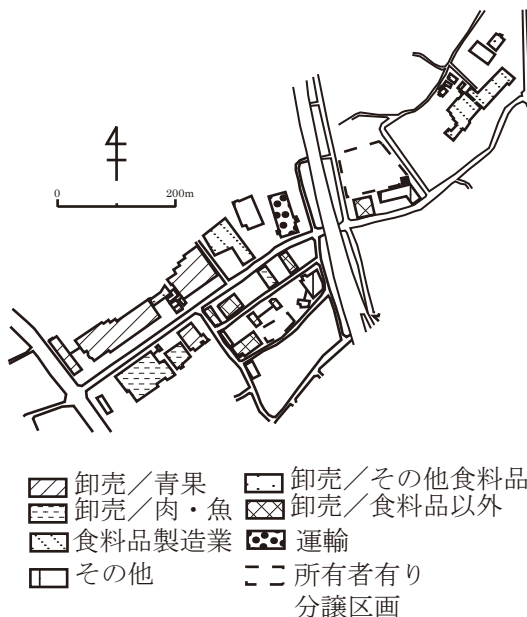 4
0
200m
卸売／青果
卸売／その他食料品
卸売／肉・魚
卸売／食料品以外
食料品製造業
運輸
その他
所有者有り
分譲区画